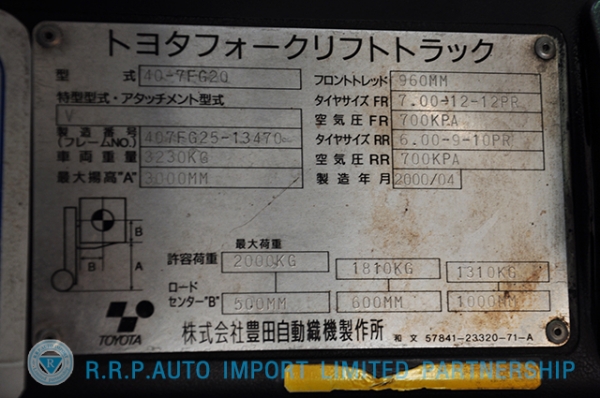 トヨタフォークリフトトラック
型 式 40-7FG20
特型型式・アタッチメント型式
V
製造番号
(フレームNO.) 407FG25-13470
車両重量 3230KG
最大揚高"A" 3000MM
フロントトレッド 960MM
タイヤサイズ FR 7.00-12-12PR
空気圧 FR 700KPA
タイヤサイズ RR 6.00-9-10PR
空気圧 RR 700KPA
製造年月 2000/04
B
B
A
最大荷重
許容荷重 2000KG 1810KG 1310KG
ロード
センター"B" 500MM 600MM 1000MM
TOYOTA
株式会社豊田自動織機製作所
和文 57841-23320-71-A
R.R.P.AUTO IMPORT LIMITED PARTNERSHIP